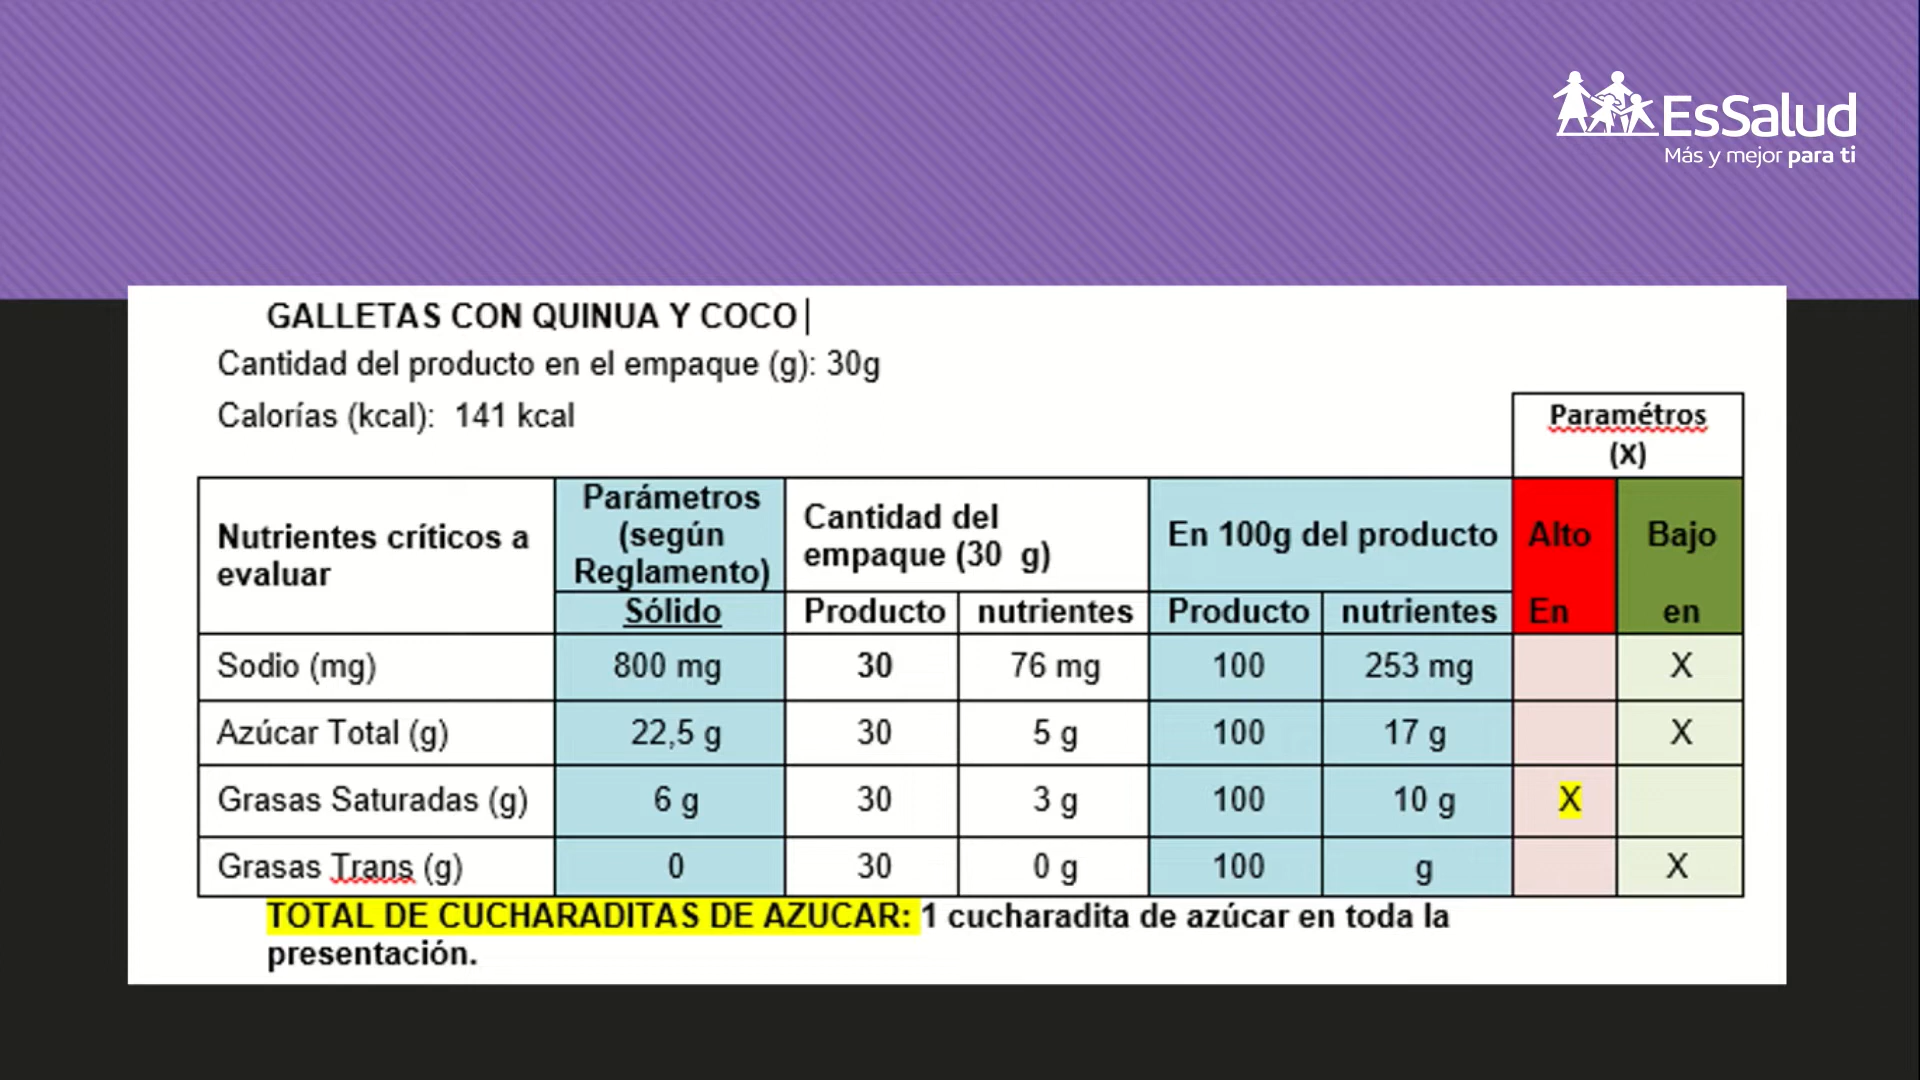 EsSalud
Más y mejor para ti
GALLETAS CON QUINUA Y COCO
Cantidad del producto en el empaque (g): 30g
Calorías (kcal): 141 kcal
Paramétros
(X)
Nutrientes críticos a
evaluar
Parámetros
(según
Reglamento)
Sólido
Cantidad del
empaque (30 g)
Producto nutrientes
En 100g del producto
Producto nutrientes
Alto
En
Bajo
en
Sodio (mg) 800 mg 30 76 mg 100 253 mg X
Azúcar Total (g) 22,5 g 30 5 g 100 17 g X
Grasas Saturadas (g) 6 g 30 3 g 100 10 g X
Grasas Trans (g) 0 30 0 g 100 g X
TOTAL DE CUCHARADITAS DE AZUCAR: 1 cucharadita de azúcar en toda la
presentación.